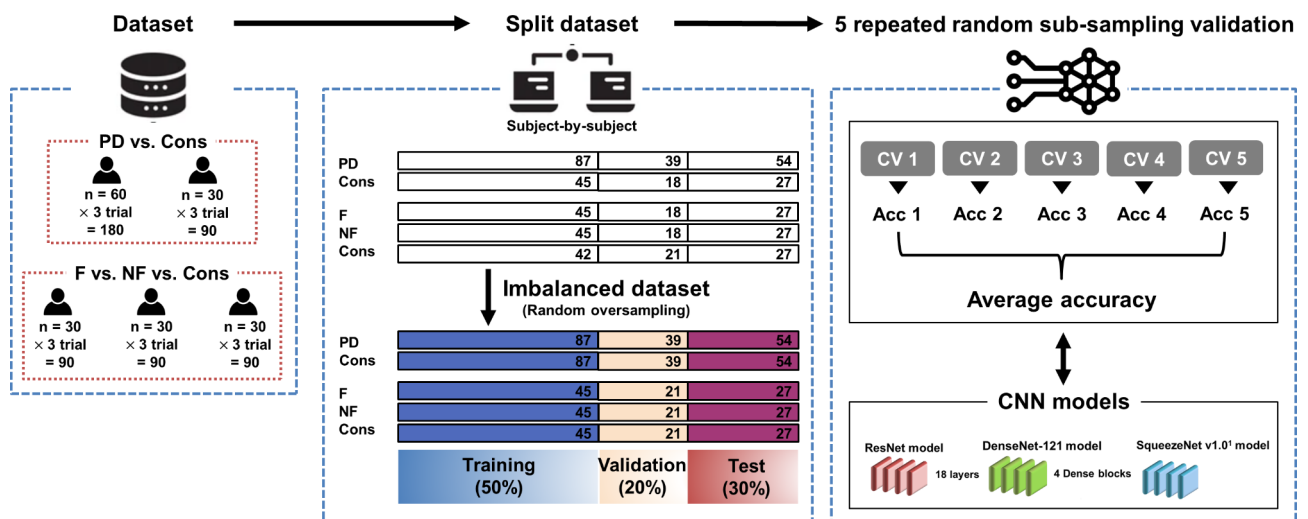 Dataset
Split dataset
5 repeated random sub-sampling validation
PD vs. Cons
n = 60
× 3 trial
= 180
n = 30
× 3 trial
= 90
F vs. NF vs. Cons
n = 30
× 3 trial
= 90
n = 30
× 3 trial
= 90
n = 30
× 3 trial
= 90
Subject-by-subject
PD 87 39 54
Cons 45 18 27
F 45 18 27
NF 45 18 27
Cons 42 21 27
Imbalanced dataset
(Random oversampling)
PD 87 39 54
Cons 87 39 54
F 45 21 27
NF 45 21 27
Cons 45 21 27
Training
(50%)
Validation
(20%)
Test
(30%)
CV 1 CV 2 CV 3 CV 4 CV 5
Acc 1 Acc 2 Acc 3 Acc 4 Acc 5
Average accuracy
CNN models
ResNet model
18 layers
DenseNet-121 model
4 Dense blocks
SqueezeNet v1.0¹ model